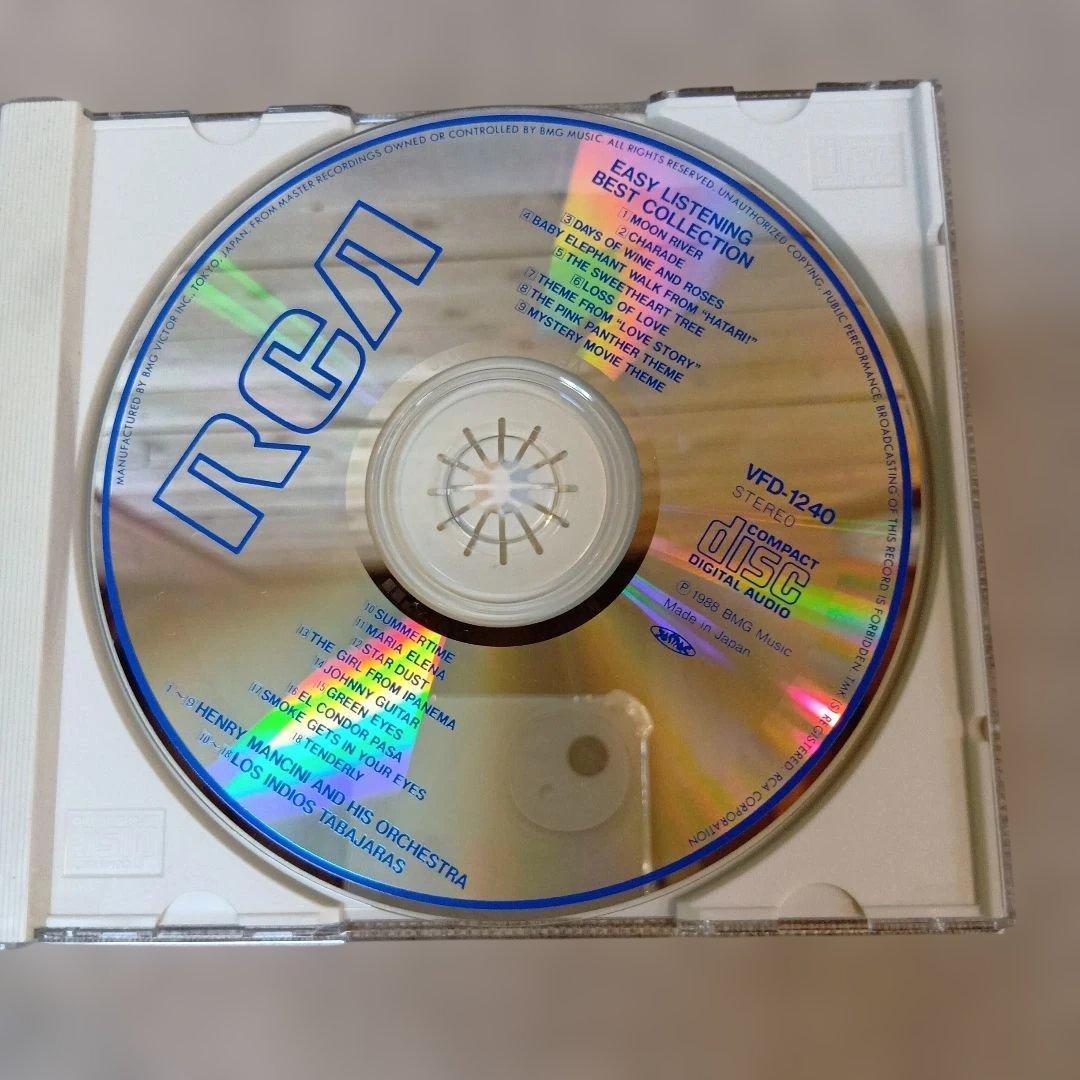 MANUFACTURED BY BMG VICTOR INC., TOKYO, JAPAN, FROM MASTER RECORDINGS OWNED OR CONTROLLED BY BMG MUSIC. ALL RIGHTS RESERVED. UNAUTHORIZED COPYING, PUBLIC PERFORMANCE, BROADCASTING OF THIS RECORD IS FORBIDDEN. TMK IS REGISTERED RCA CORPORATION
RCA
EASY LISTENING
BEST COLLECTION
1 MOON RIVER
2 CHARADE
3 DAYS OF WINE AND ROSES
4 BABY ELEPHANT WALK FROM "HATARI!"
5 THE SWEETHEART TREE
6 LOSS OF LOVE
7 THEME FROM "LOVE STORY"
8 THE PINK PANTHER THEME
9 MYSTERY MOVIE THEME
VFD-1240
STEREO
COMPACT
disc
DIGITAL AUDIO
Ⓟ 1988 BMG Music
Made in Japan
10 SUMMERTIME
11 MARIA ELENA
12 STAR DUST
13 THE GIRL FROM IPANEMA
14 JOHNNY GUITAR
15 GREEN EYES
16 EL CONDOR PASA
17 SMOKE GETS IN YOUR EYES
18 TENDERLY
1~9 HENRY MANCINI AND HIS ORCHESTRA
10~18 LOS INDIOS TABAJARAS